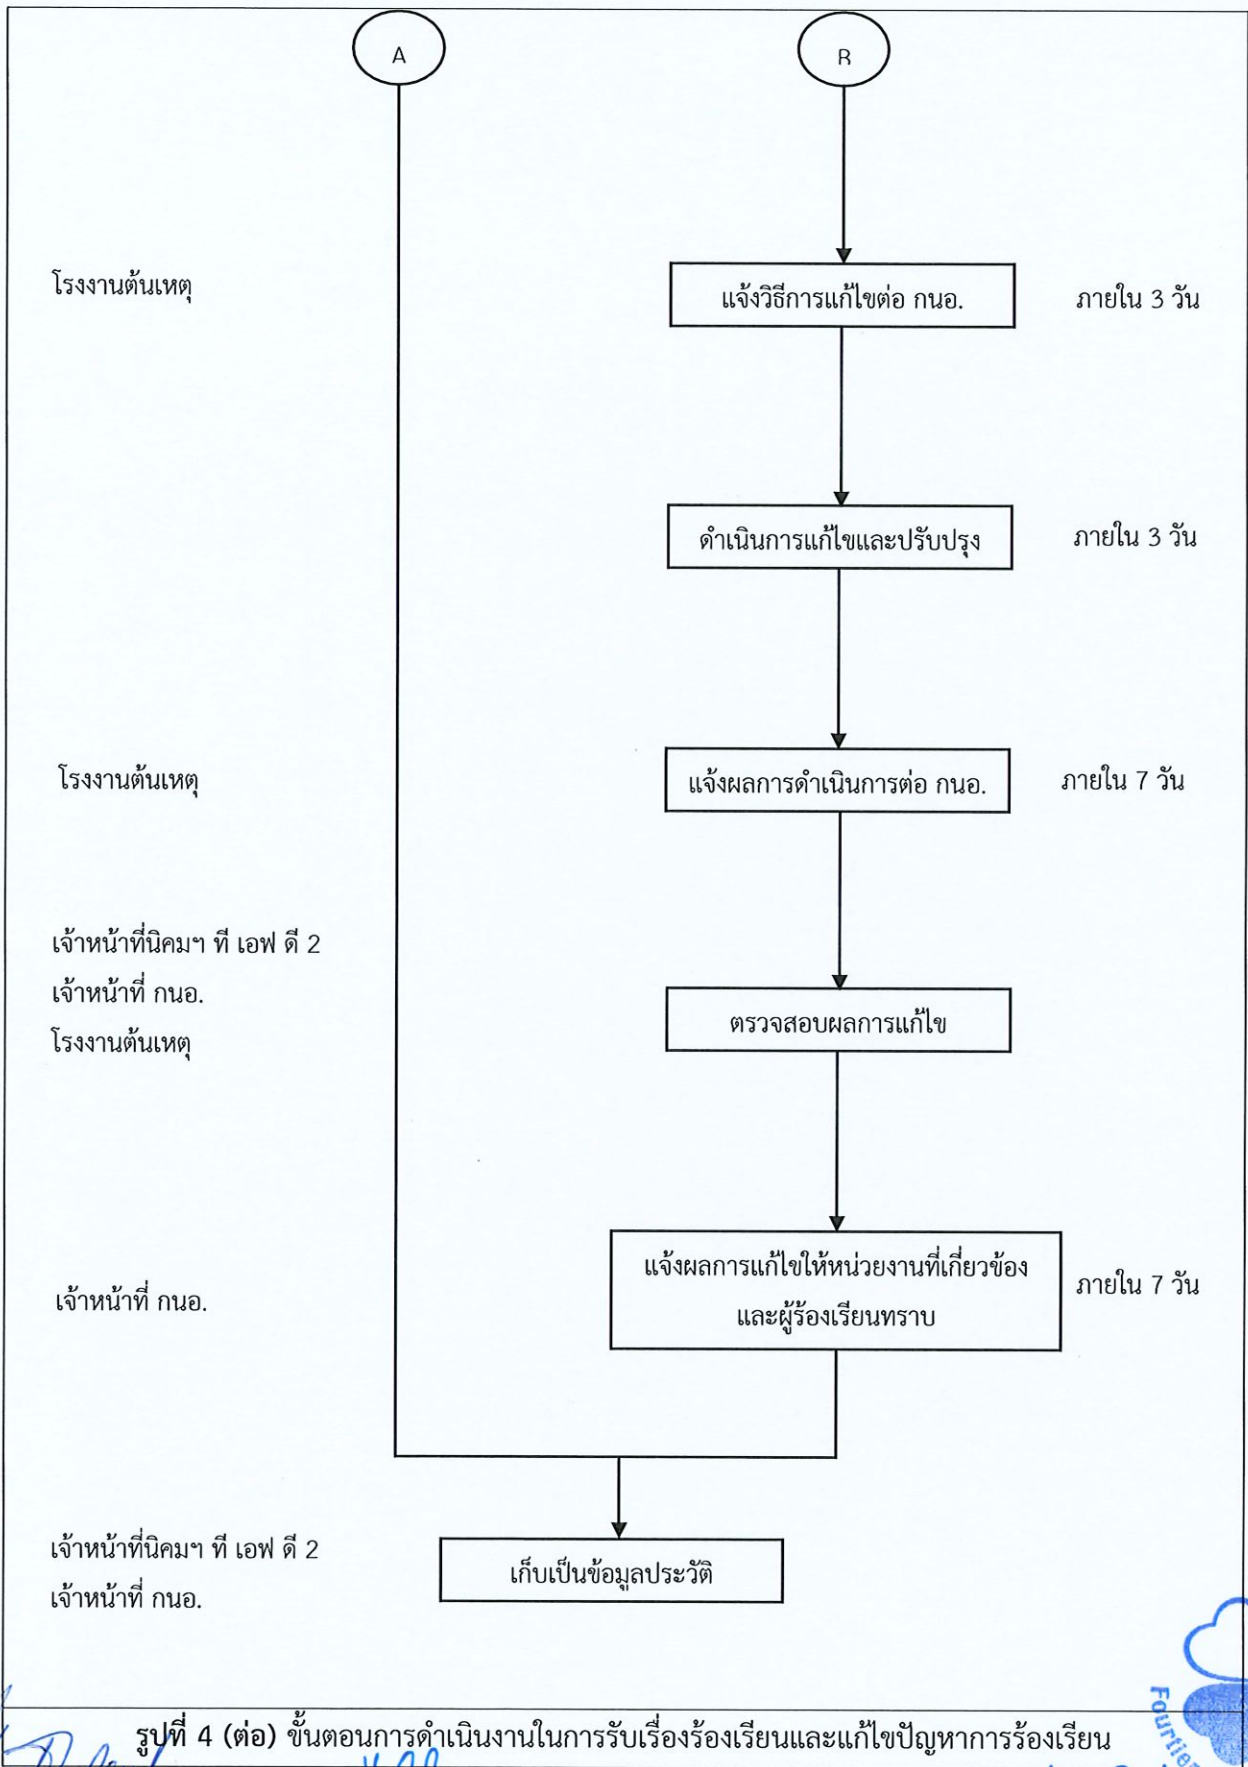 A
B
โรงงานต้นเหตุ
แจ้งวิธีการแก้ไขต่อ กนอ.
ภายใน 3 วัน
ดำเนินการแก้ไขและปรับปรุง
ภายใน 3 วัน
โรงงานต้นเหตุ
แจ้งผลการดำเนินการต่อ กนอ.
ภายใน 7 วัน
เจ้าหน้าที่นิคมฯ ที เอฟ ดี 2
เจ้าหน้าที่ กนอ.
โรงงานต้นเหตุ
ตรวจสอบผลการแก้ไข
เจ้าหน้าที่ กนอ.
แจ้งผลการแก้ไขให้หน่วยงานที่เกี่ยวข้อง
และผู้ร้องเรียนทราบ
ภายใน 7 วัน
เจ้าหน้าที่นิคมฯ ที เอฟ ดี 2
เจ้าหน้าที่ กนอ.
เก็บเป็นข้อมูลประวัติ
รูปที่ 4 (ต่อ) ขั้นตอนการดำเนินงานในการรับเรื่องร้องเรียนและแก้ไขปัญหาการร้องเรียน